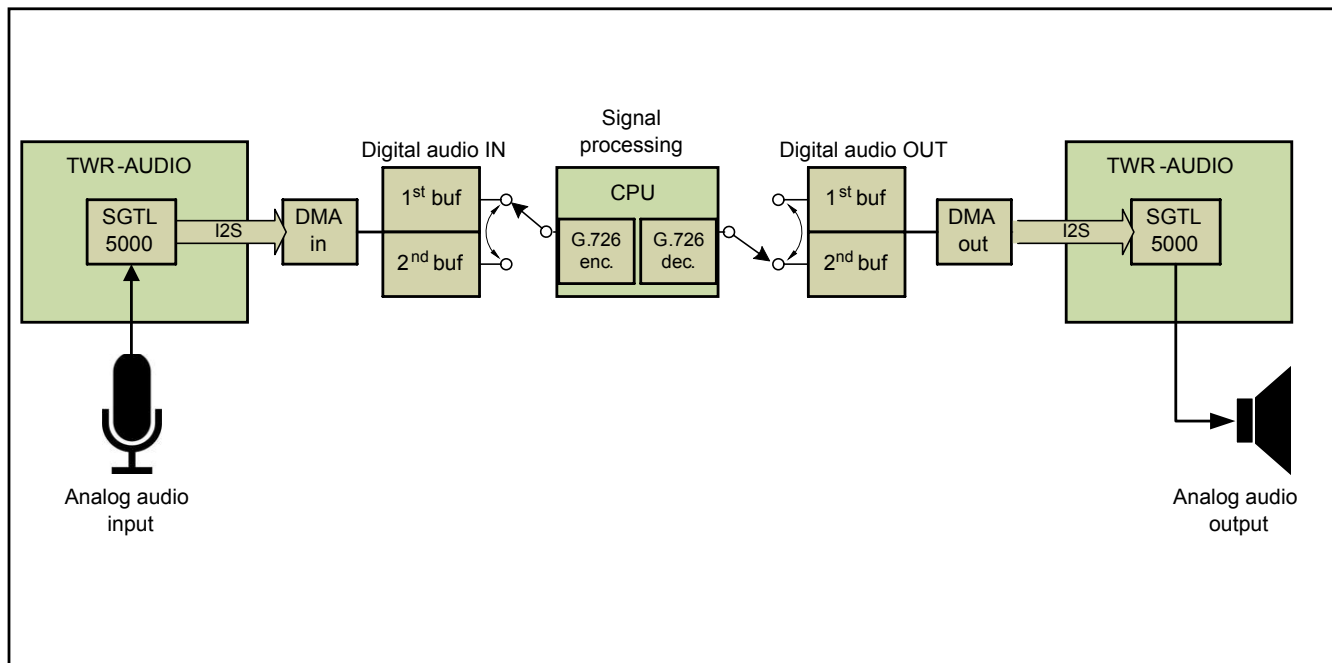 Signal
processing
Digital audio IN
Digital audio OUT
TWR-AUDIO
SGTL
5000
I2S
DMA
in
1st buf
2nd buf
CPU
G.726
enc.
G.726
dec.
1st buf
2nd buf
DMA
out
I2S
TWR-AUDIO
SGTL
5000
Analog audio
input
Analog audio
output